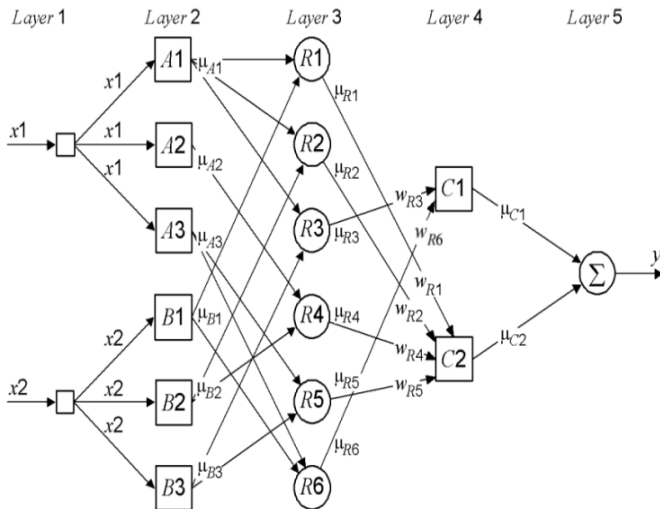 Layer 1 Layer 2 Layer 3 Layer 4 Layer 5
A1 μA1 R1
x1 μR1
x1 x1 A2 μA2 R2 μR2
x1
A3 μA3 R3 μR3 wR3 C1 μC1
wR6
Σ y
B1 μB1 R4 μR4 wR1
wR2
x2
x2 x2 B2 μB2 R5 μR5 wR4 C2 μC2
wR5
x2
B3 μB3 R6 μR6